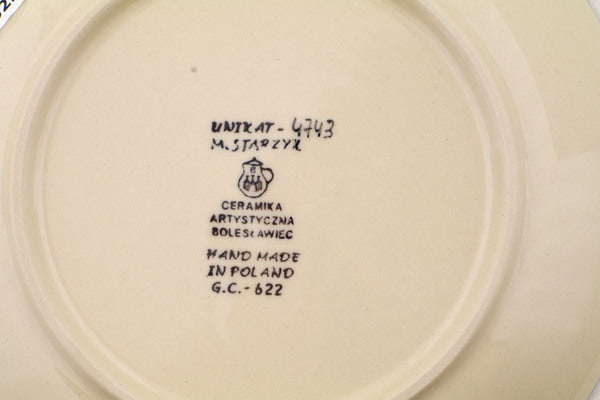 UNIKAT - 4743
M. STARZYK
CERAMIKA
ARTYSTYCZNA
BOLESŁAWIEC
HAND MADE
IN POLAND
G.C. - 622